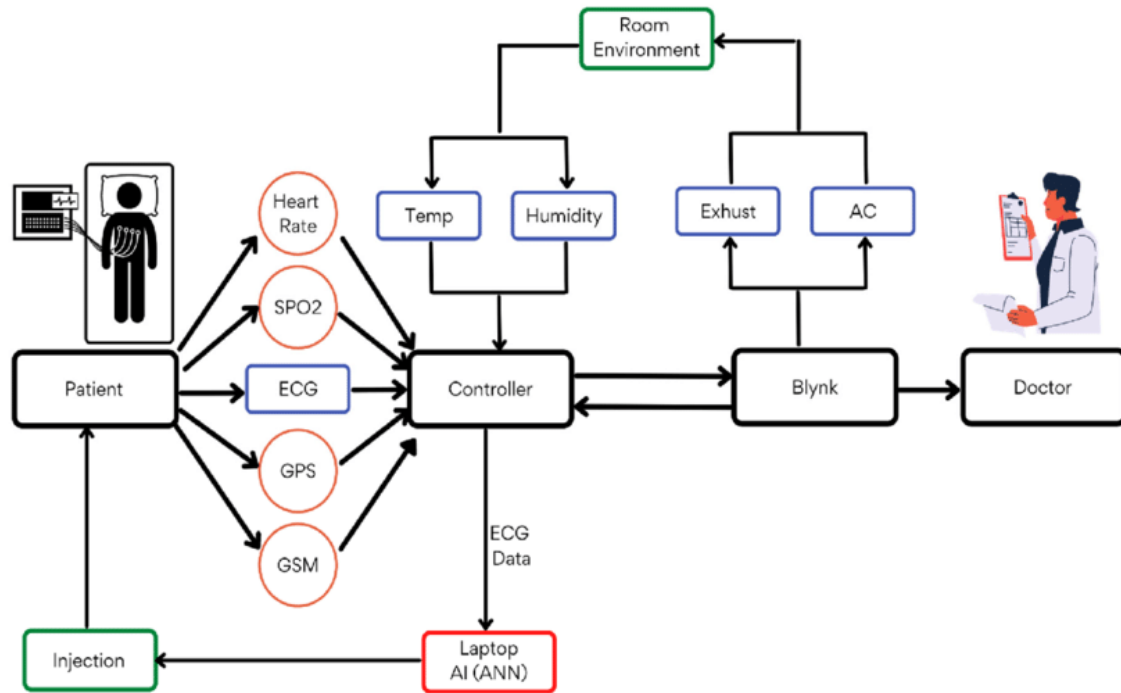 Room
Environment
Temp
Humidity
Exhust
AC
Heart
Rate
SPO2
Patient
ECG
Controller
Blynk
Doctor
GPS
GSM
ECG
Data
Injection
Laptop
AI (ANN)